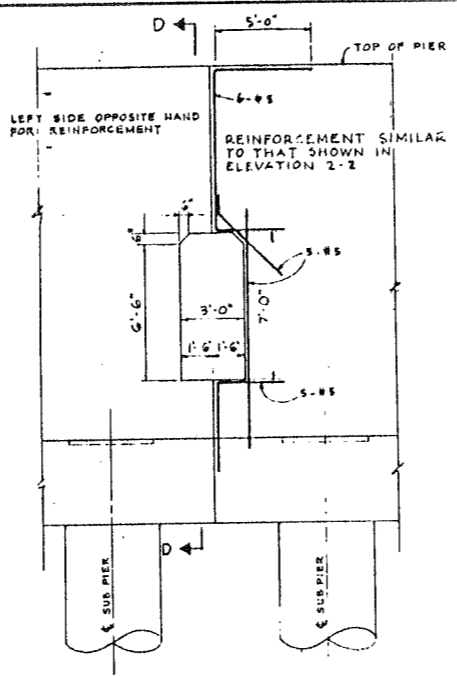 D
5'-0"
TOP OF PIER
6-#5
LEFT SIDE OPPOSITE HAND
FOR REINFORCEMENT
REINFORCEMENT SIMILAR
TO THAT SHOWN IN
ELEVATION 2-2
6"
6"
5-#5
6'-6"
3'-0"
7'-0"
1'-6" 1'-6"
5-#5
D
℄ SUB PIER
℄ SUB PIER